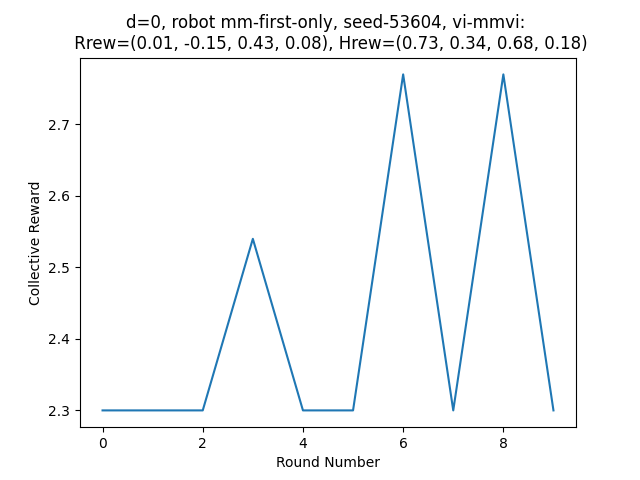 d=0, robot mm-first-only, seed-53604, vi-mmvi:
Rrew=(0.01, -0.15, 0.43, 0.08), Hrew=(0.73, 0.34, 0.68, 0.18)
2.7
2.6
2.5
2.4
2.3
Collective Reward
0 2 4 6 8
Round Number